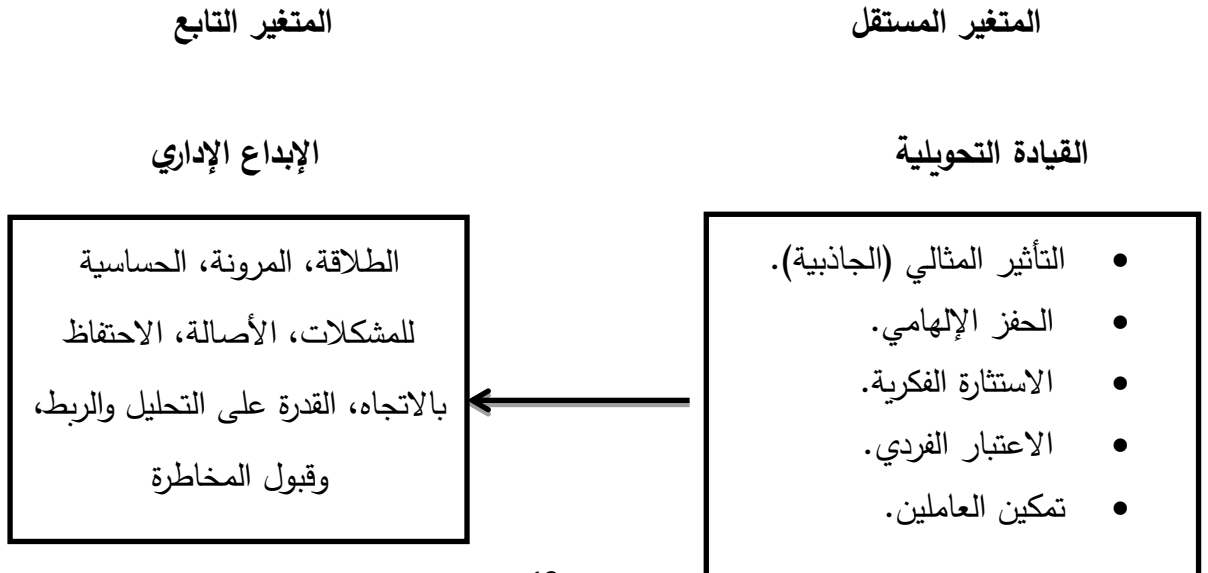 المتغير المستقل
المتغير التابع
القيادة التحويلية
الإبداع الإداري
• التأثير المثالي (الجاذبية).
• الحفز الإلهامي.
• الاستثارة الفكرية.
• الاعتبار الفردي.
• تمكين العاملين.
الطلاقة، المرونة، الحساسية
للمشكلات، الأصالة، الاحتفاظ
بالاتجاه، القدرة على التحليل والربط،
وقبول المخاطرة